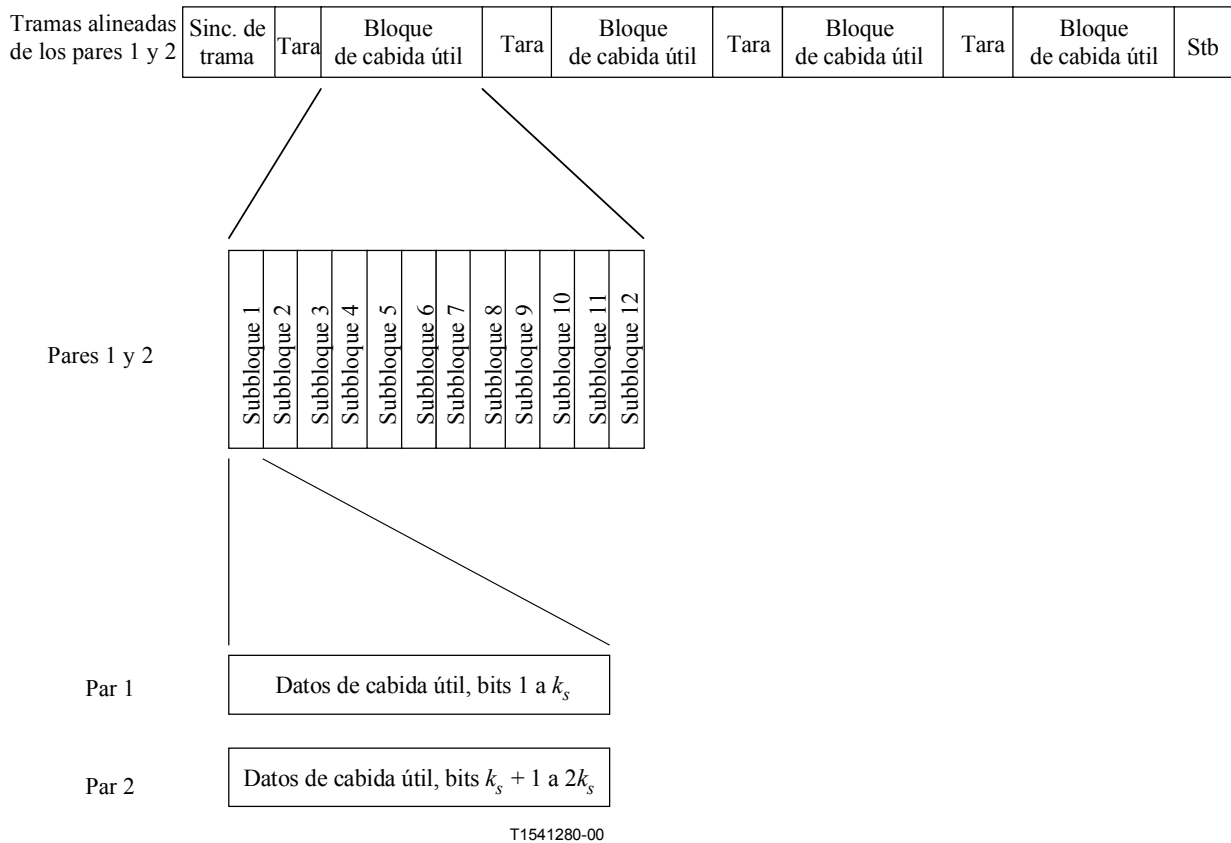 Tramas alineadas
de los pares 1 y 2
Sinc. de
trama
Tara
Bloque
de cabida útil
Tara
Bloque
de cabida útil
Tara
Bloque
de cabida útil
Tara
Bloque
de cabida útil
Stb
Pares 1 y 2
Subbloque 1
Subbloque 2
Subbloque 3
Subbloque 4
Subbloque 5
Subbloque 6
Subbloque 7
Subbloque 8
Subbloque 9
Subbloque 10
Subbloque 11
Subbloque 12
Par 1
Datos de cabida útil, bits 1 a kₛ
Par 2
Datos de cabida útil, bits kₛ + 1 a 2kₛ
T1541280-00